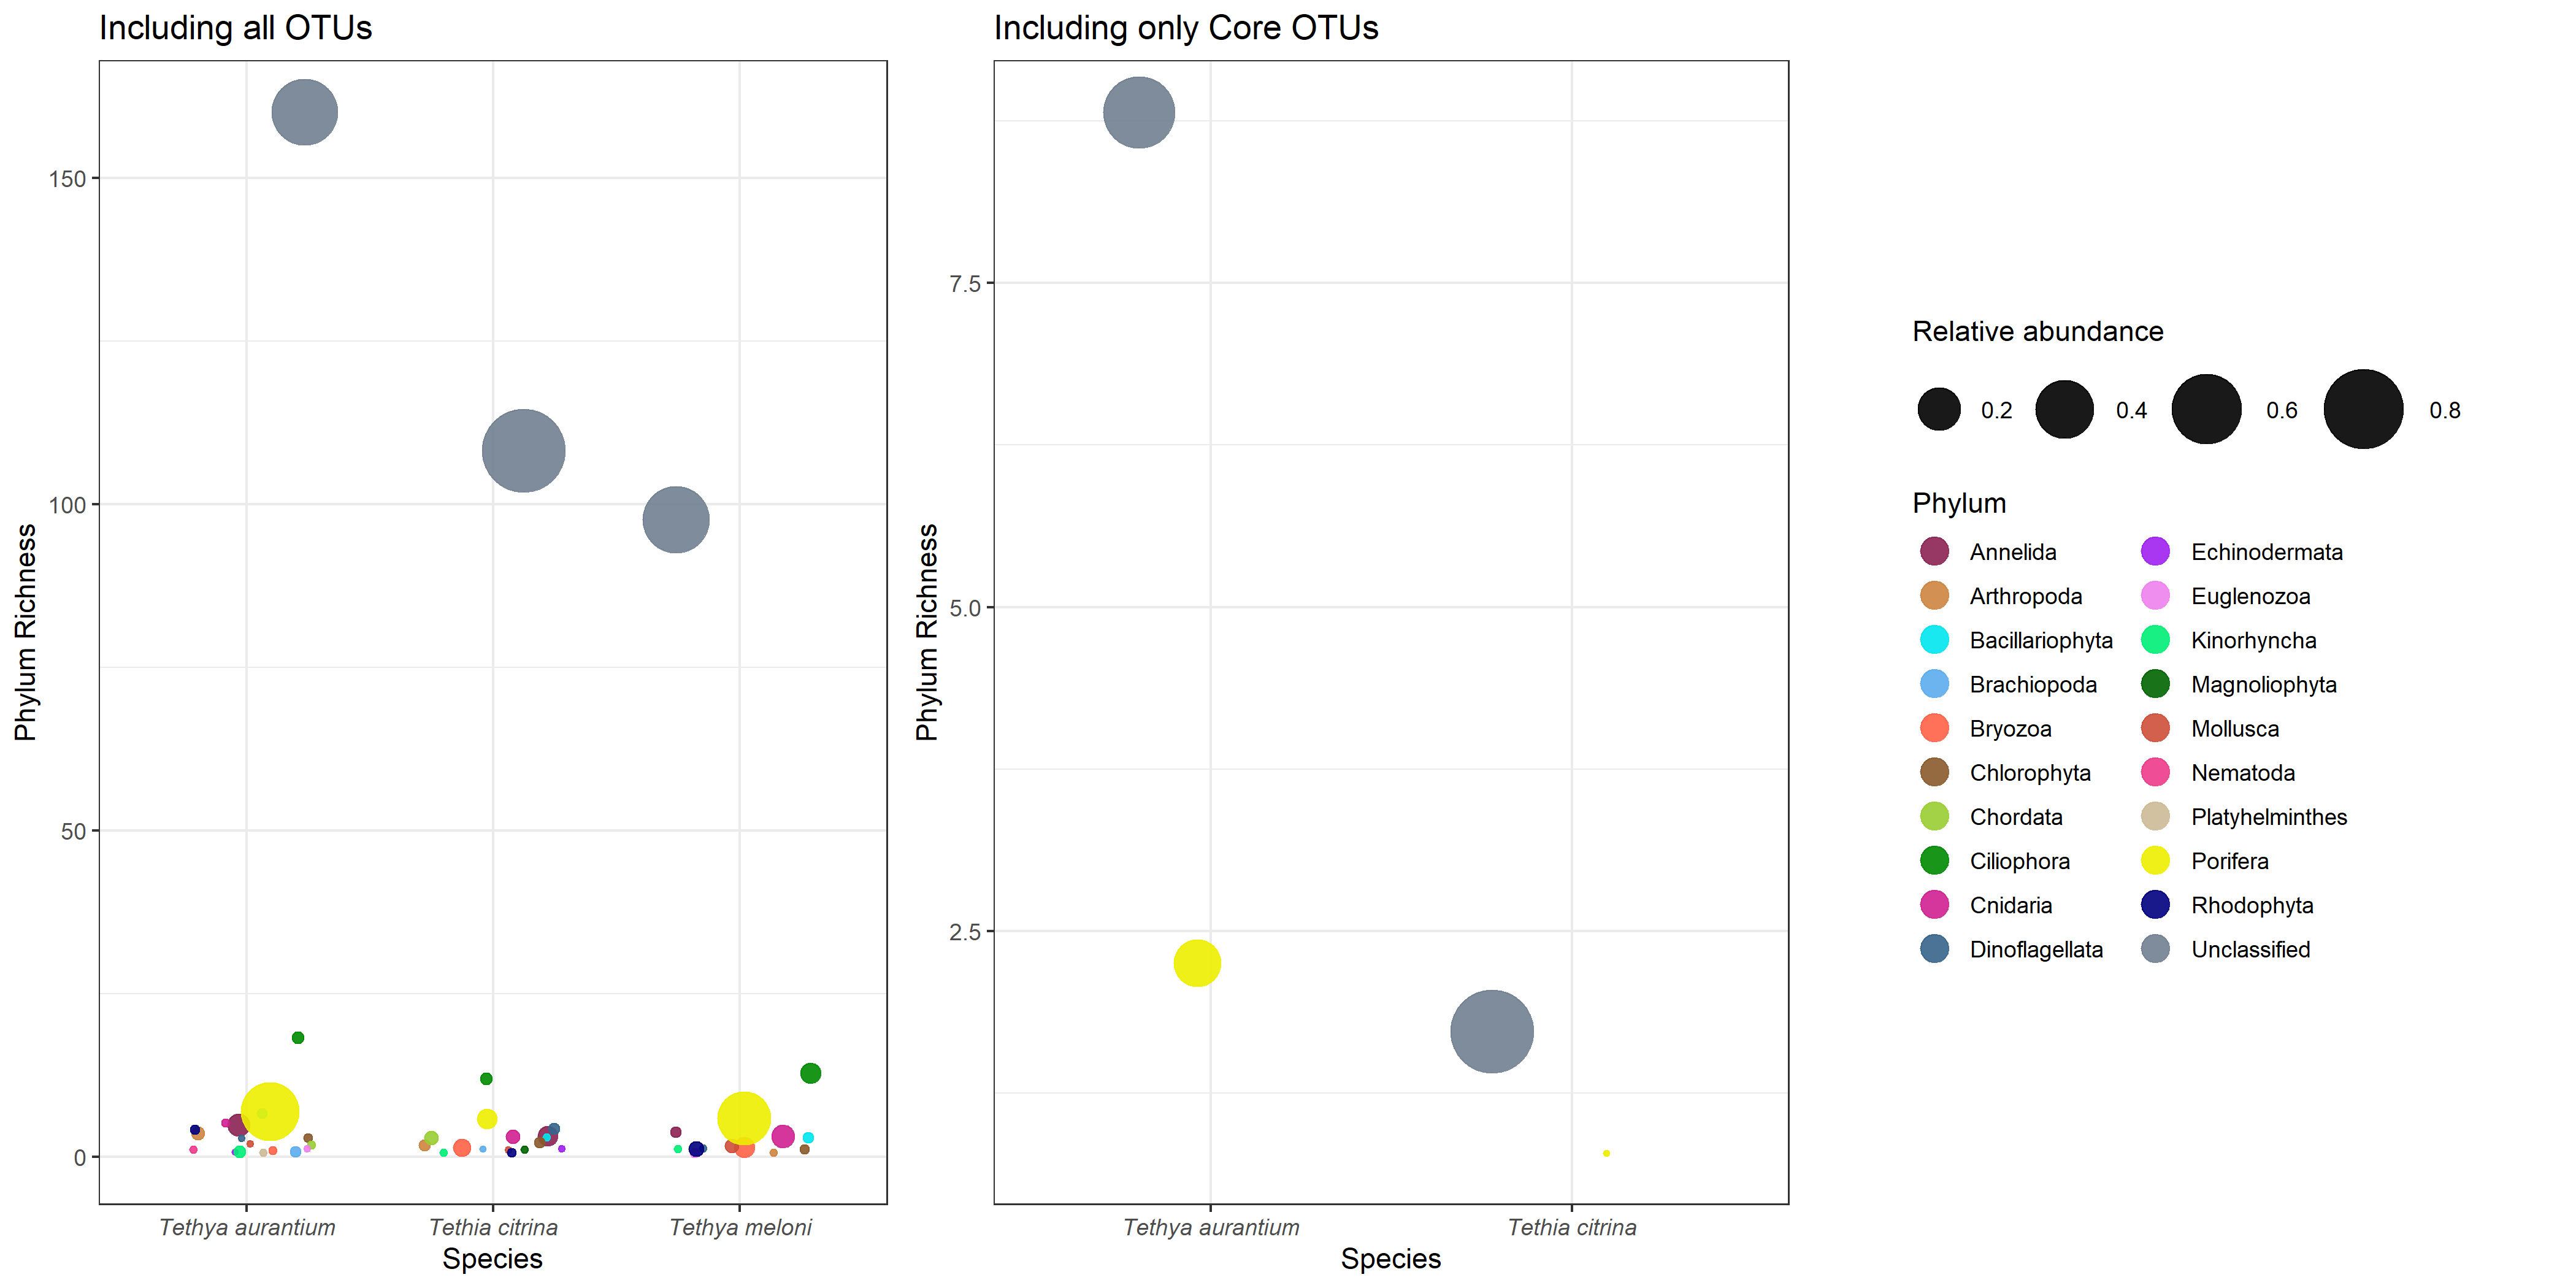 Including all OTUs
Phylum Richness
150
100
50
0
Tethya aurantium
Tethia citrina
Tethya meloni
Species
Including only Core OTUs
Phylum Richness
7.5
5.0
2.5
Tethya aurantium
Tethia citrina
Species
Relative abundance
0.2
0.4
0.6
0.8
Phylum
Annelida
Arthropoda
Bacillariophyta
Brachiopoda
Bryozoa
Chlorophyta
Chordata
Ciliophora
Cnidaria
Dinoflagellata
Echinodermata
Euglenozoa
Kinorhyncha
Magnoliophyta
Mollusca
Nematoda
Platyhelminthes
Porifera
Rhodophyta
Unclassified